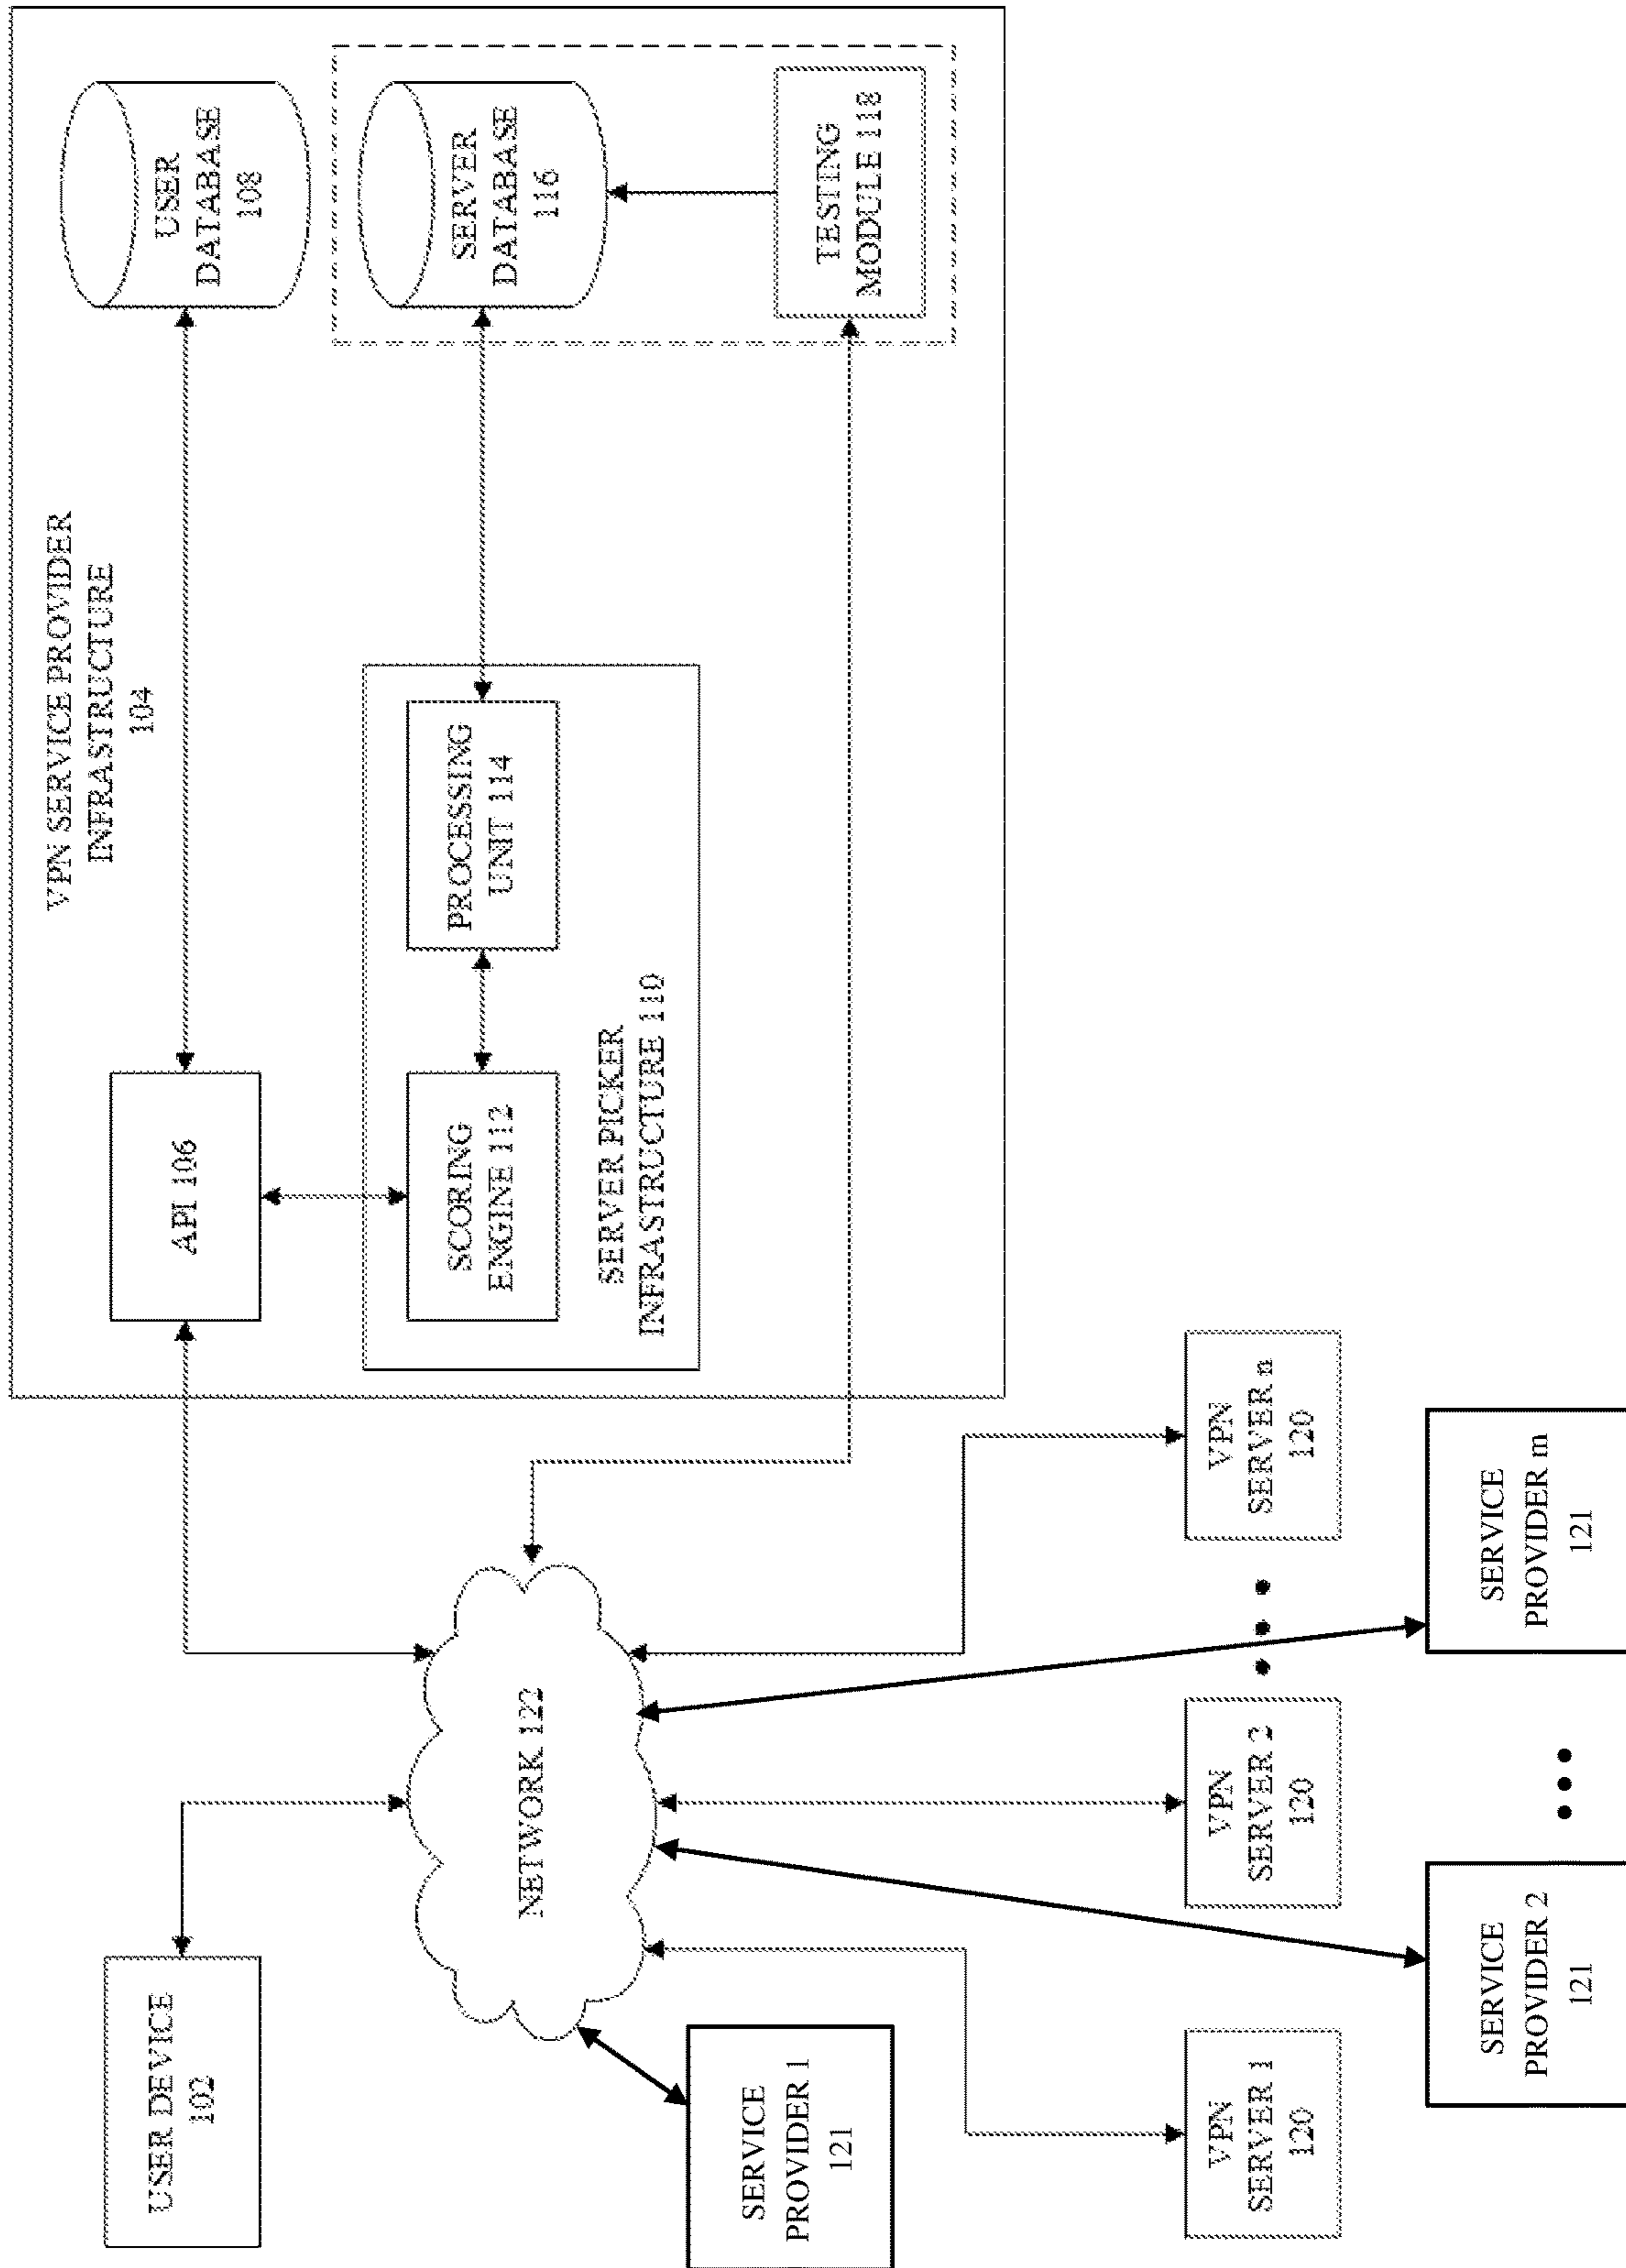 VPN SERVICE PROVIDER
INFRASTRUCTURE
104
USER DEVICE
102
API 106
USER
DATABASE
108
SCORING
ENGINE 112
PROCESSING
UNIT 114
SERVER
DATABASE
116
SERVER PICKER
INFRASTRUCTURE 110
NETWORK 122
TESTING
MODULE 118
SERVICE
PROVIDER 1
121
VPN
SERVER 1
120
VPN
SERVER 2
120
VPN
SERVER n
120
SERVICE
PROVIDER 2
121
SERVICE
PROVIDER m
121